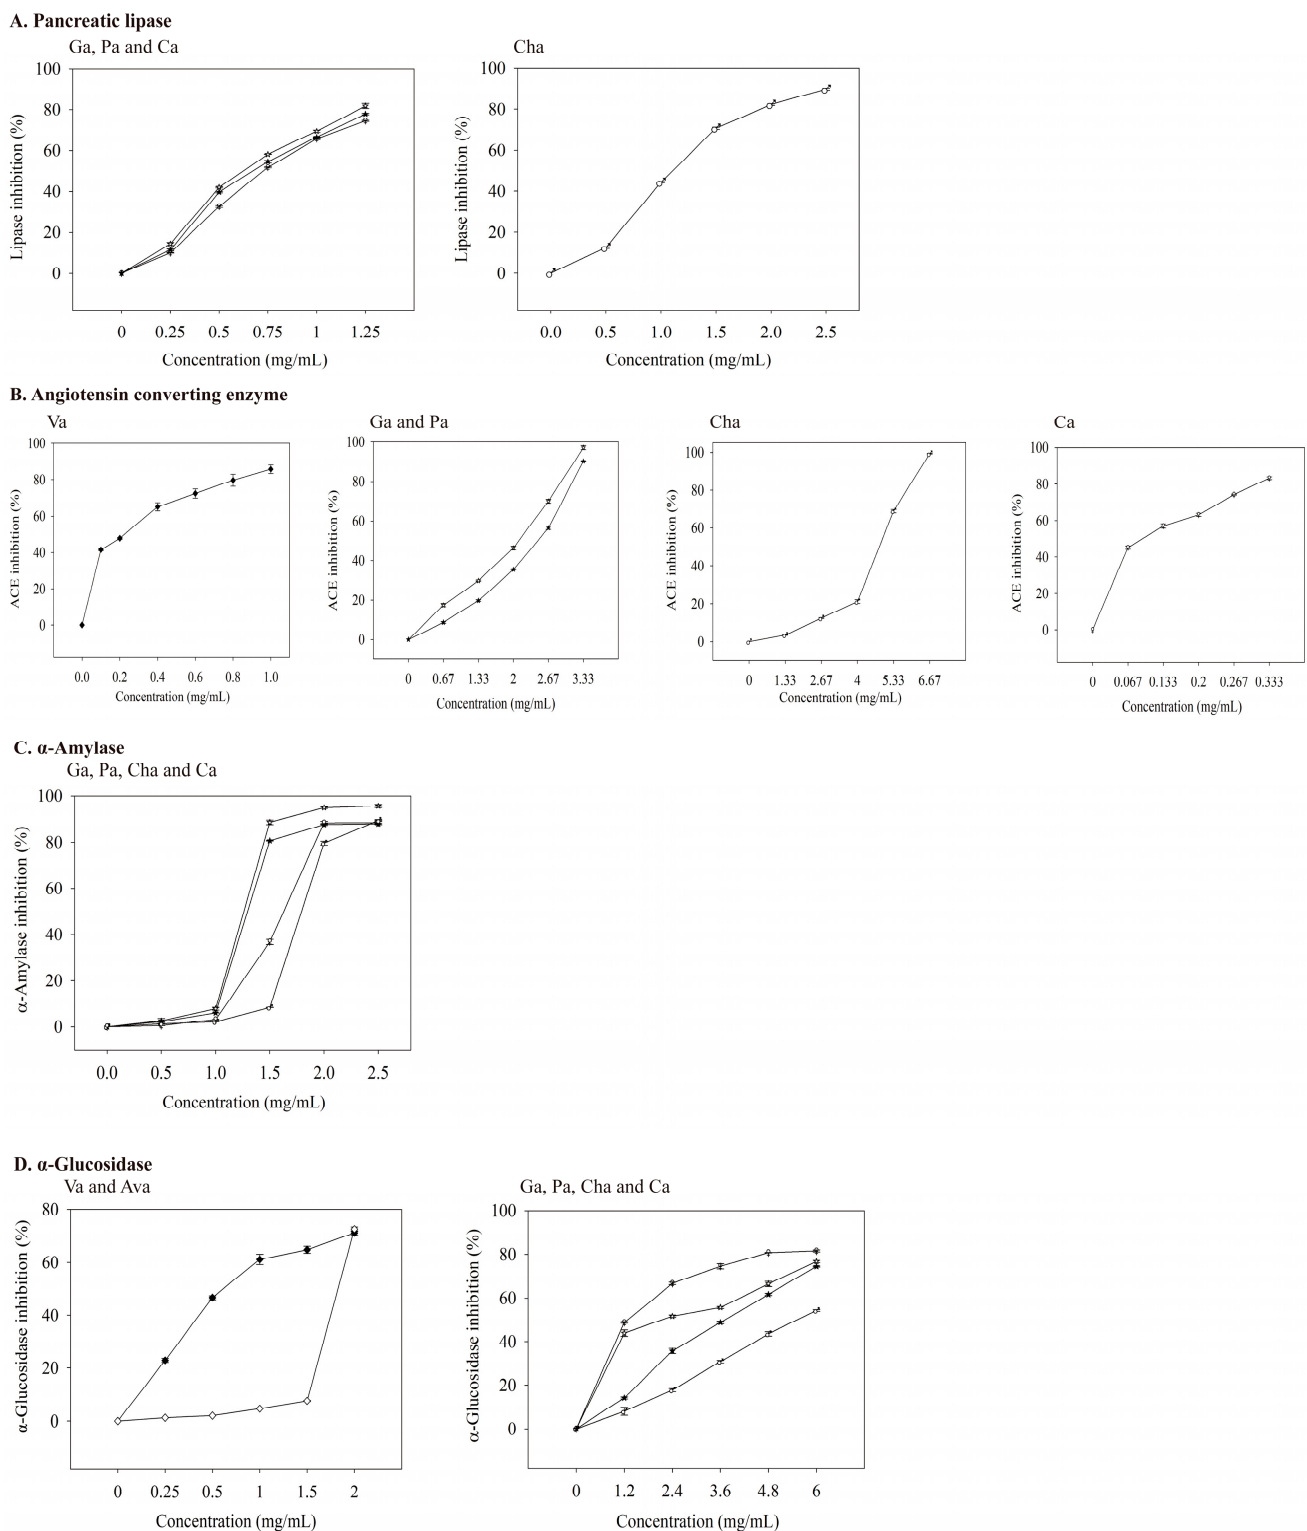 A. Pancreatic lipase
Ga, Pa and Ca
Lipase inhibition (%)
100
80
60
40
20
0
0 0.25 0.5 0.75 1 1.25
Concentration (mg/mL)
Cha
Lipase inhibition (%)
100
80
60
40
20
0
0.0 0.5 1.0 1.5 2.0 2.5
Concentration (mg/mL)
B. Angiotensin converting enzyme
Va
ACE inhibition (%)
100
80
60
40
20
0
0.0 0.2 0.4 0.6 0.8 1.0
Concentration (mg/mL)
Ga and Pa
ACE inhibition (%)
100
80
60
40
20
0
0 0.67 1.33 2 2.67 3.33
Concentration (mg/mL)
Cha
ACE inhibition (%)
100
80
60
40
20
0
0 1.33 2.67 4 5.33 6.67
Concentration (mg/mL)
Ca
ACE inhibition (%)
100
80
60
40
20
0
0 0.067 0.133 0.2 0.267 0.333
Concentration (mg/mL)
C. α-Amylase
Ga, Pa, Cha and Ca
α-Amylase inhibition (%)
100
80
60
40
20
0
0.0 0.5 1.0 1.5 2.0 2.5
Concentration (mg/mL)
D. α-Glucosidase
Va and Ava
α-Glucosidase inhibition (%)
80
60
40
20
0
0 0.25 0.5 1 1.5 2
Concentration (mg/mL)
Ga, Pa, Cha and Ca
α-Glucosidase inhibition (%)
100
80
60
40
20
0
0 1.2 2.4 3.6 4.8 6
Concentration (mg/mL)